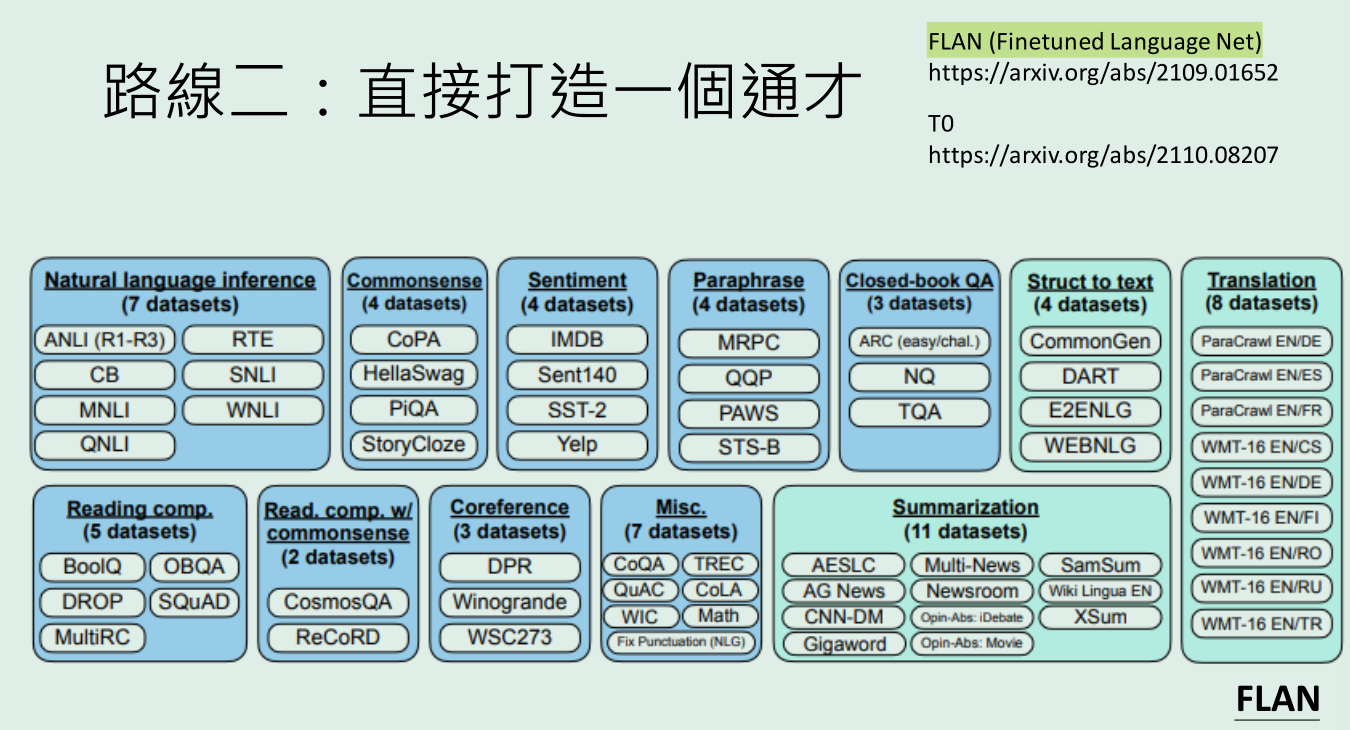 路線二：直接打造一個通才
FLAN (Finetuned Language Net)
https://arxiv.org/abs/2109.01652
T0
https://arxiv.org/abs/2110.08207
Natural language inference
(7 datasets)
ANLI (R1-R3)
RTE
CB
SNLI
MNLI
WNLI
QNLI
Commonsense
(4 datasets)
CoPA
HellaSwag
PiQA
StoryCloze
Sentiment
(4 datasets)
IMDB
Sent140
SST-2
Yelp
Paraphrase
(4 datasets)
MRPC
QQP
PAWS
STS-B
Closed-book QA
(3 datasets)
ARC (easy/chal.)
NQ
TQA
Struct to text
(4 datasets)
CommonGen
DART
E2ENLG
WEBNLG
Translation
(8 datasets)
ParaCrawl EN/DE
ParaCrawl EN/ES
ParaCrawl EN/FR
WMT-16 EN/CS
WMT-16 EN/DE
WMT-16 EN/FI
WMT-16 EN/RO
WMT-16 EN/RU
WMT-16 EN/TR
Reading comp.
(5 datasets)
BoolQ
OBQA
DROP
SQuAD
MultiRC
Read. comp. w/
commonsense
(2 datasets)
CosmosQA
ReCoRD
Coreference
(3 datasets)
DPR
Winogrande
WSC273
Misc.
(7 datasets)
CoQA
TREC
QuAC
CoLA
WIC
Math
Fix Punctuation (NLG)
Summarization
(11 datasets)
AESLC
Multi-News
SamSum
AG News
Newsroom
Wiki Lingua EN
CNN-DM
Opin-Abs: iDebate
XSum
Gigaword
Opin-Abs: Movie
FLAN